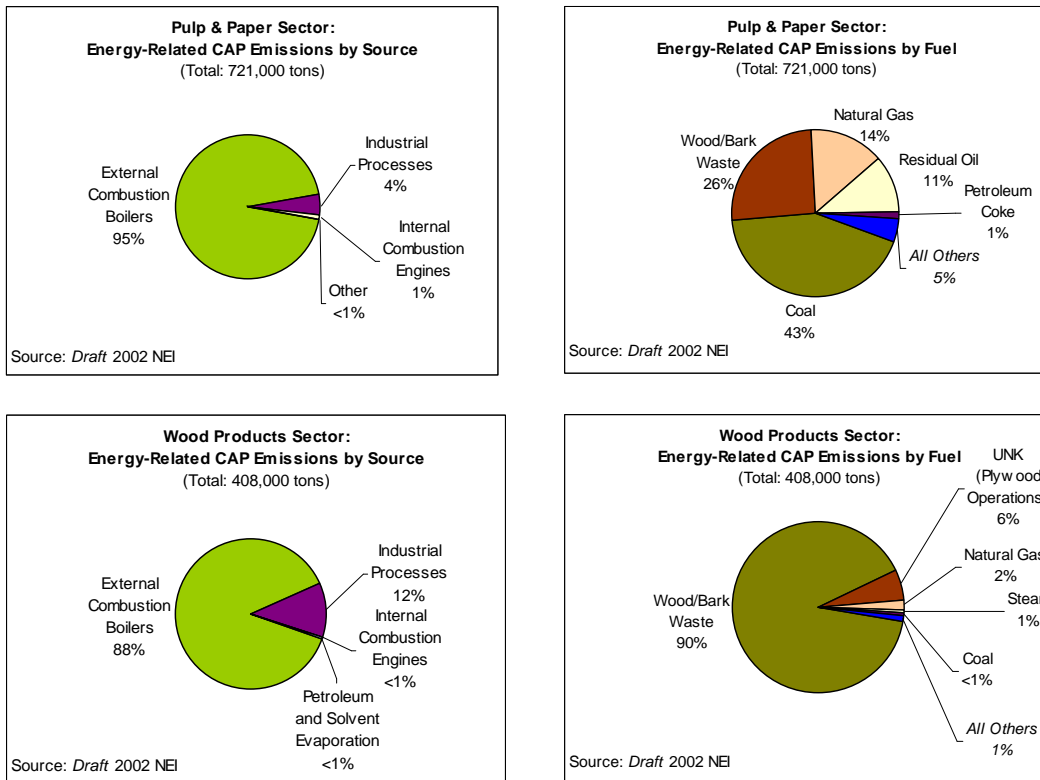 Pulp & Paper Sector:
Energy-Related CAP Emissions by Source
(Total: 721,000 tons)
External
Combustion
Boilers
95%
Industrial
Processes
4%
Internal
Combustion
Engines
1%
Other
<1%
Source: Draft 2002 NEI
Pulp & Paper Sector:
Energy-Related CAP Emissions by Fuel
(Total: 721,000 tons)
Wood/Bark
Waste
26%
Natural Gas
14%
Residual Oil
11%
Petroleum
Coke
1%
All Others
5%
Coal
43%
Source: Draft 2002 NEI
Wood Products Sector:
Energy-Related CAP Emissions by Source
(Total: 408,000 tons)
External
Combustion
Boilers
88%
Industrial
Processes
12%
Internal
Combustion
Engines
<1%
Petroleum
and Solvent
Evaporation
<1%
Source: Draft 2002 NEI
Wood Products Sector:
Energy-Related CAP Emissions by Fuel
(Total: 408,000 tons)
Wood/Bark
Waste
90%
UNK
(Plywood
Operations
6%
Natural Gas
2%
Stea
1%
Coal
<1%
All Others
1%
Source: Draft 2002 NEI